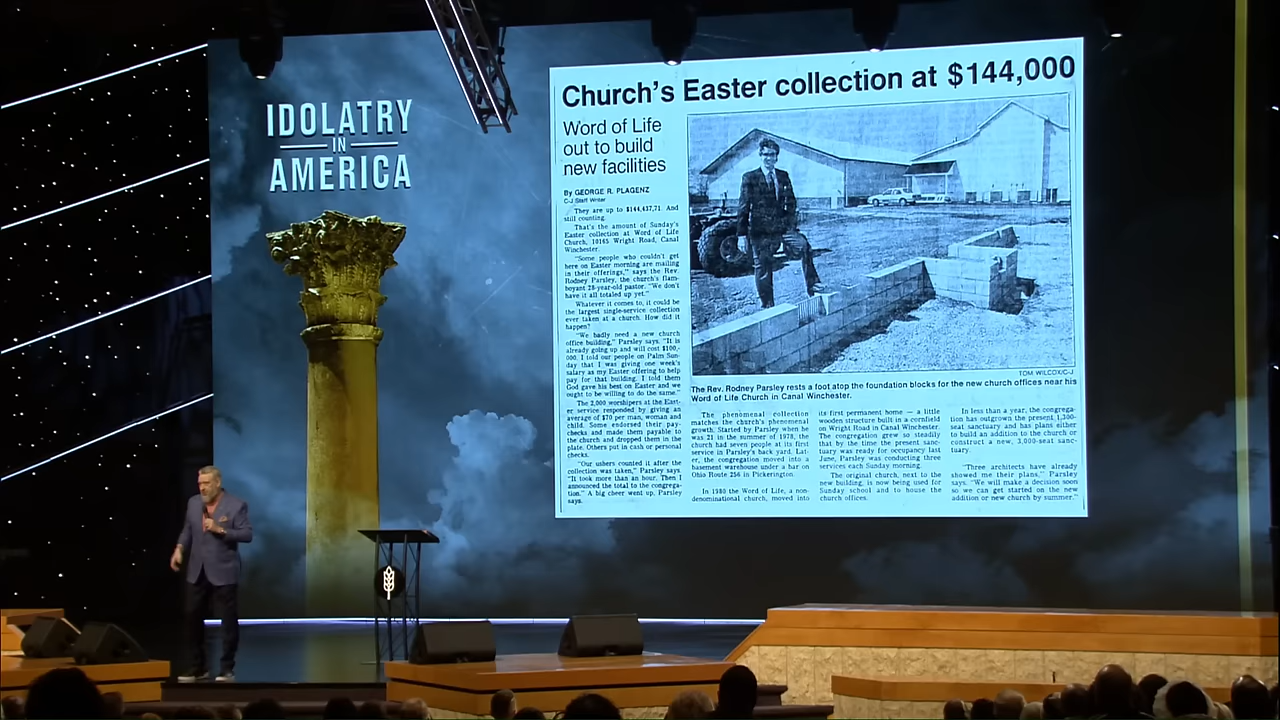 IDOLATRY
IN
AMERICA
Church's Easter collection at $144,000
Word of Life
out to build
new facilities
By GEORGE R. PLAGENZ
C-J Staff Writer
They are up to $144,437.71. And
still counting.
That's the amount of Sunday's
Easter collection at Word of Life
Church, 10165 Wright Road, Canal
Winchester.
"Some people who couldn't get
here on Easter morning are mailing
in their offerings," says the Rev.
Rodney Parsley, the church's flam-
boyant 28-year-old pastor. "We don't
have it all totaled up yet."
Whatever it comes to, it could be
the largest single-service collection
ever taken at a church. How did it
happen?
"We badly need a new church
office building," Parsley says. "It is
already going up and will cost $100,-
000. I told our people on Palm Sun-
day that I was giving one week's
salary as my Easter offering to help
pay for that building. I told them
God gave his best on Easter and we
ought to be willing to do the same."
The 2,000 worshipers at the East-
er service responded by giving an
average of $70 per man, woman and
child. Some endorsed their pay-
checks and made them payable to
the church and dropped them in the
plate. Others put in cash or personal
checks.
"Our ushers counted it after the
collection was taken," Parsley says.
"It took more than an hour. Then I
announced the total to the congrega-
tion." A big cheer went up, Parsley
says.
TOM WILCOX/C-J
The Rev. Rodney Parsley rests a foot atop the foundation blocks for the new church offices near his
Word of Life Church in Canal Winchester.
The phenomenal collection
matches the church's phenomenal
growth. Started by Parsley when he
was 21 in the summer of 1978, the
church had seven people at its first
service in Parsley's back yard. Lat-
er, the congregation moved into a
basement warehouse under a bar on
Ohio Route 256 in Pickerington.
In 1980 the Word of Life, a non-
denominational church, moved into
its first permanent home — a little
wooden structure built in a cornfield
on Wright Road in Canal Winchester.
The congregation grew so steadily
that by the time the present sanc-
tuary was ready for occupancy last
June, Parsley was conducting three
services each Sunday morning.
The original church, next to the
new building, is now being used for
Sunday school and to house the
church offices.
In less than a year, the congrega-
tion has outgrown the present 1,300-
seat sanctuary and has plans either
to build an addition to the church or
construct a new, 3,000-seat sanc-
tuary.
"Three architects have already
showed me their plans," Parsley
says. "We will make a decision soon
so we can get started on the new
addition or new church by summer."